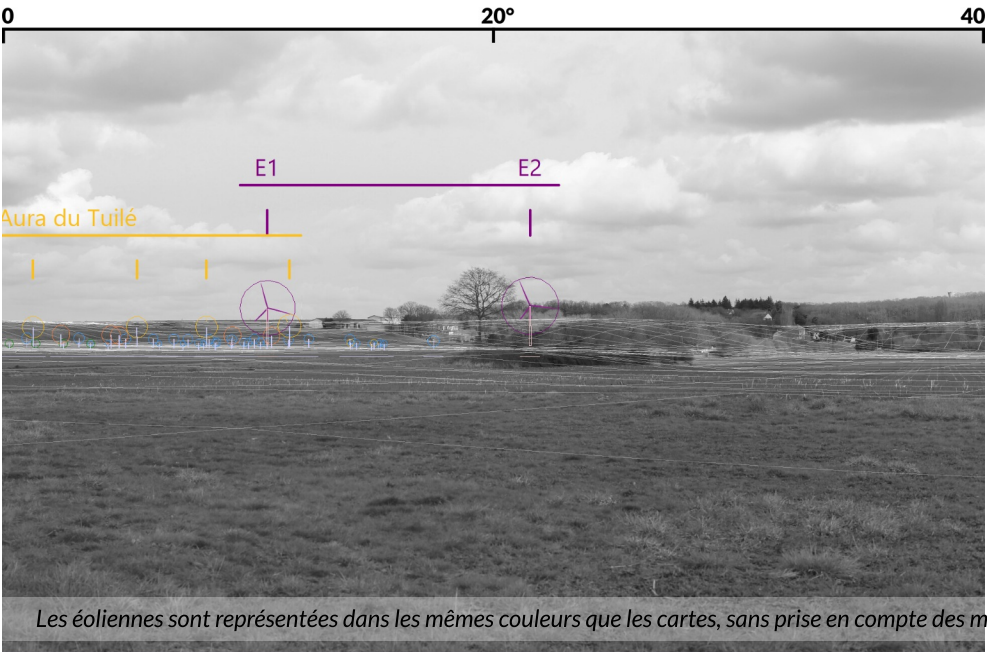 0 20° 40
E1 E2
Aura du Tuilé
Les éoliennes sont représentées dans les mêmes couleurs que les cartes, sans prise en compte des m